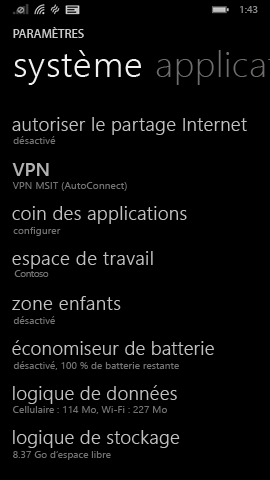 1:43
PARAMÈTRES
système applicat
autoriser le partage Internet
désactivé
VPN
VPN MSIT (AutoConnect)
coin des applications
configurer
espace de travail
Contoso
zone enfants
désactivé
économiseur de batterie
désactivé, 100 % de batterie restante
logique de données
Cellulaire : 114 Mo, Wi-Fi : 227 Mo
logique de stockage
8.37 Go d'espace libre